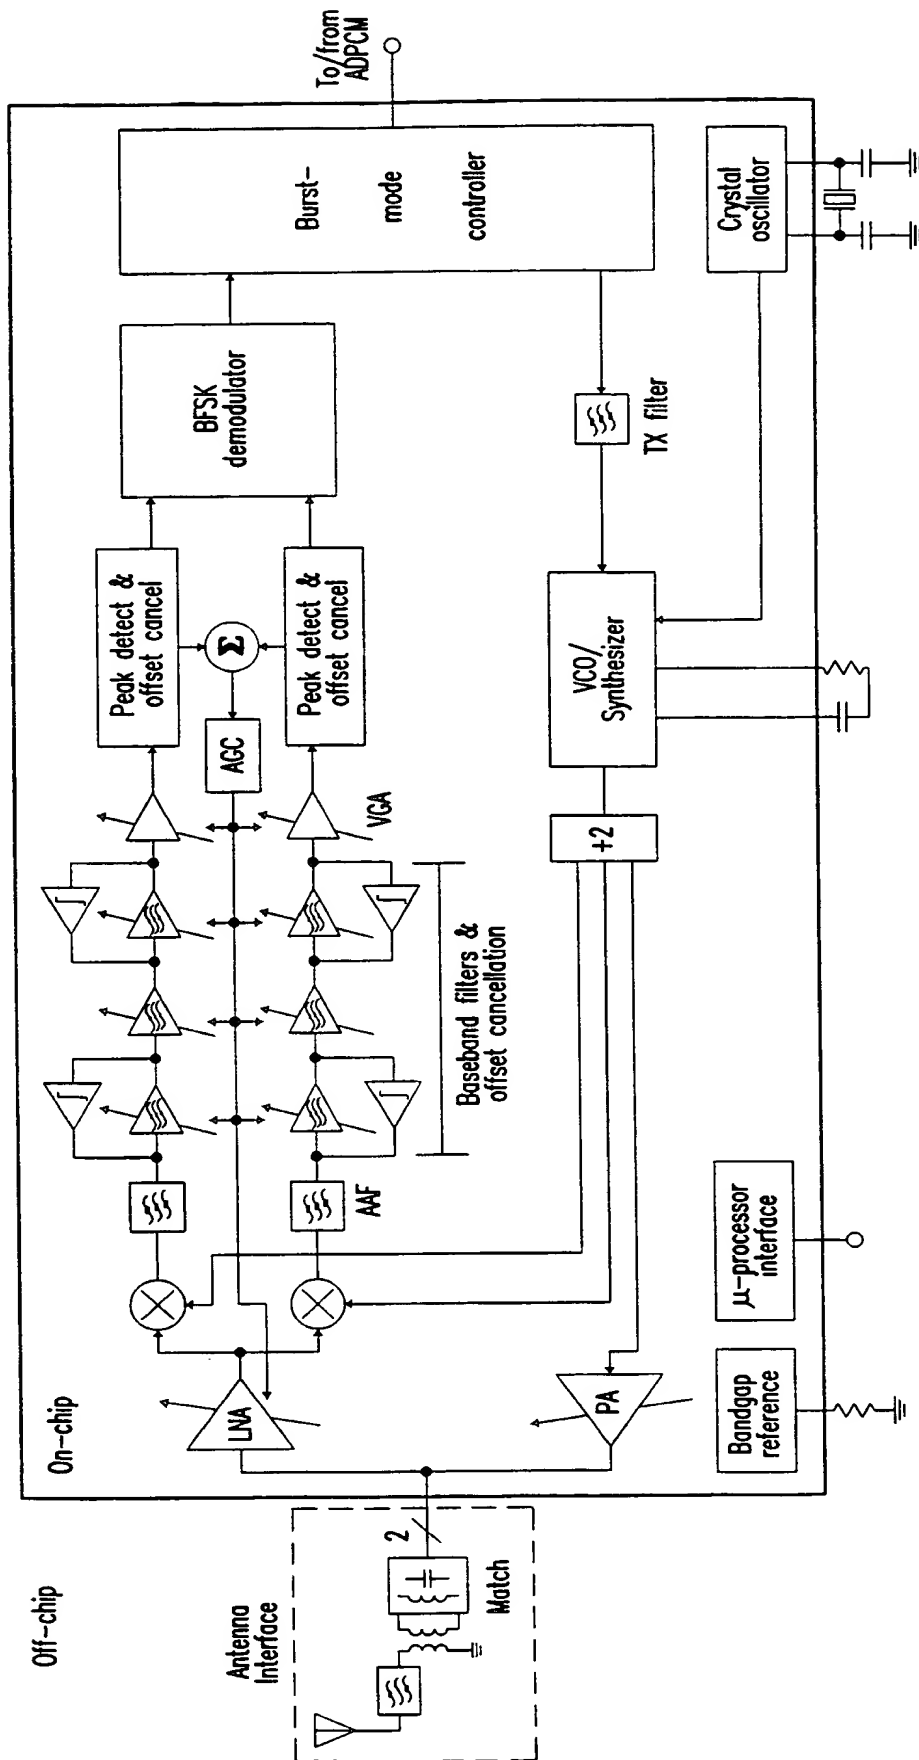 Off-chip
On-chip
Antenna
Interface
2
Match
LNA
PA
AAF
Baseband filters &
offset cancellation
VGA
AGC
Peak detect &
offset cancel
Σ
Peak detect &
offset cancel
BFSK
demodulator
Burst-
mode
controller
To/from
ADPCM
÷2
VCO/
Synthesizer
TX filter
Crystal
oscillator
Bandgap
reference
μ-processor
interface